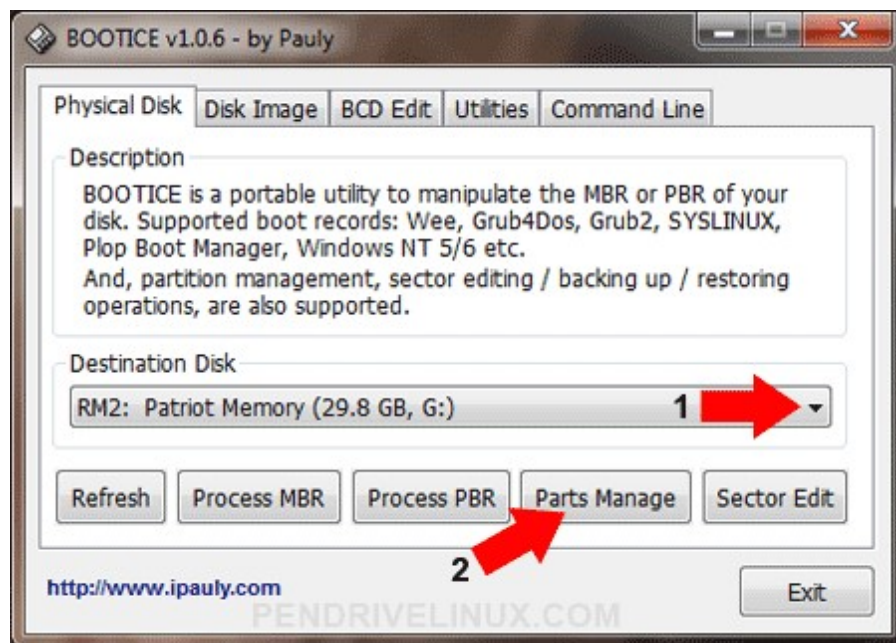 BOOTICE v1.0.6 - by Pauly
Physical Disk Disk Image BCD Edit Utilities Command Line
Description
BOOTICE is a portable utility to manipulate the MBR or PBR of your
disk. Supported boot records: Wee, Grub4Dos, Grub2, SYSLINUX,
Plop Boot Manager, Windows NT 5/6 etc.
And, partition management, sector editing / backing up / restoring
operations, are also supported.
Destination Disk
RM2: Patriot Memory (29.8 GB, G:) 1
Refresh Process MBR Process PBR Parts Manage Sector Edit
2
http://www.ipauly.com Exit
PENDRIVELINUX.COM